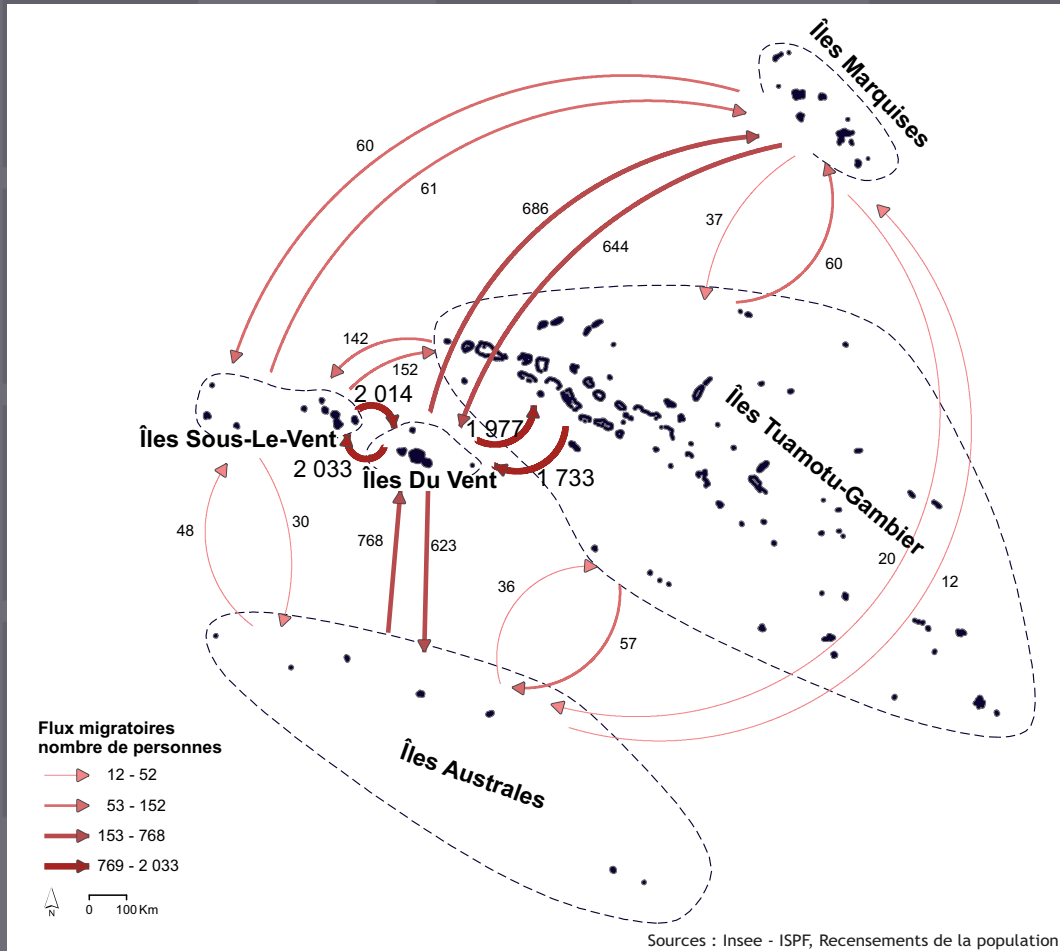 Îles Marquises
60
61
686
644
37
60
142
152
2 014
1 977
Îles Sous-Le-Vent
2 033
Îles Du Vent
1 733
Îles Tuamotu-Gambier
48
30
768
623
36
57
20
12
Îles Australes
Flux migratoires
nombre de personnes
12 - 52
53 - 152
153 - 768
769 - 2 033
N
0 100 Km
Sources : Insee - ISPF, Recensements de la population